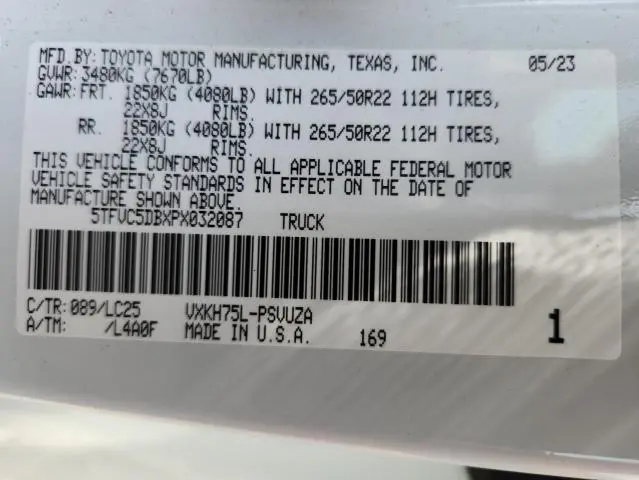 MFD.BY: TOYOTA MOTOR MANUFACTURING, TEXAS, INC. 05/23
GVWR: 3480KG (7670LB)
GAWR: FRT. 1850KG (4080LB) WITH 265/50R22 112H TIRES,
22X8J RIMS.
RR. 1850KG (4080LB) WITH 265/50R22 112H TIRES,
22X8J RIMS.
THIS VEHICLE CONFORMS TO ALL APPLICABLE FEDERAL MOTOR
VEHICLE SAFETY STANDARDS IN EFFECT ON THE DATE OF
MANUFACTURE SHOWN ABOVE.
5TFVC5DBXPX032087 TRUCK
C/TR: 089/LC25 VXKH75L-PSVUZA
A/TM: /L4A0F MADE IN U.S.A. 169 1